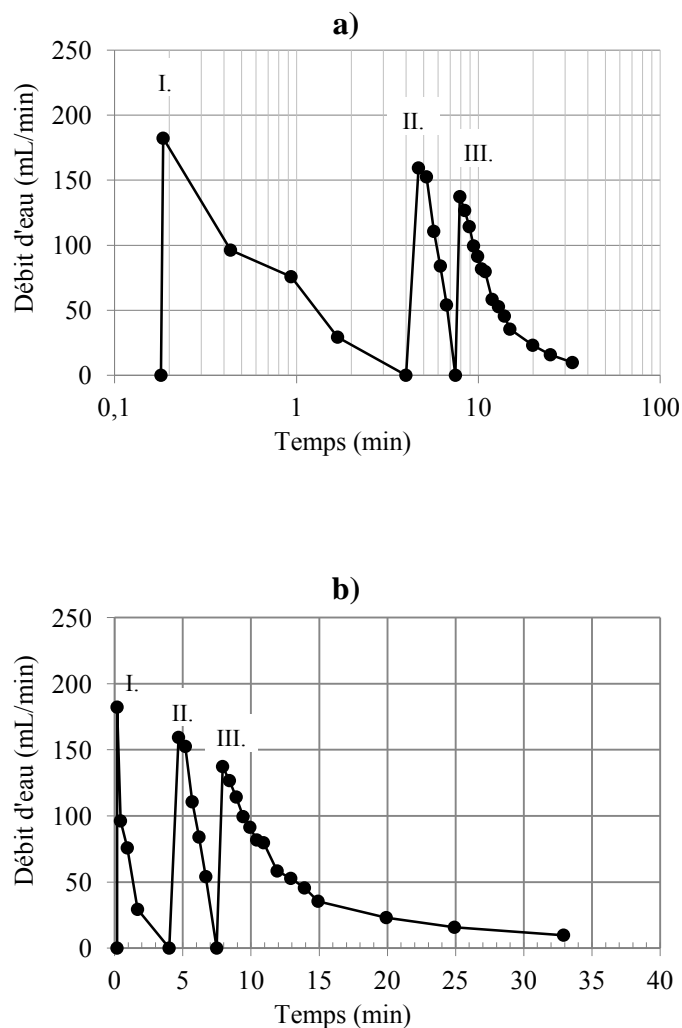 a)
250
200
150
100
50
0
Débit d'eau (mL/min)
I.
II.
III.
0,1 1 10 100
Temps (min)
b)
250
200
150
100
50
0
Débit d'eau (mL/min)
I.
II.
III.
0 5 10 15 20 25 30 35 40
Temps (min)